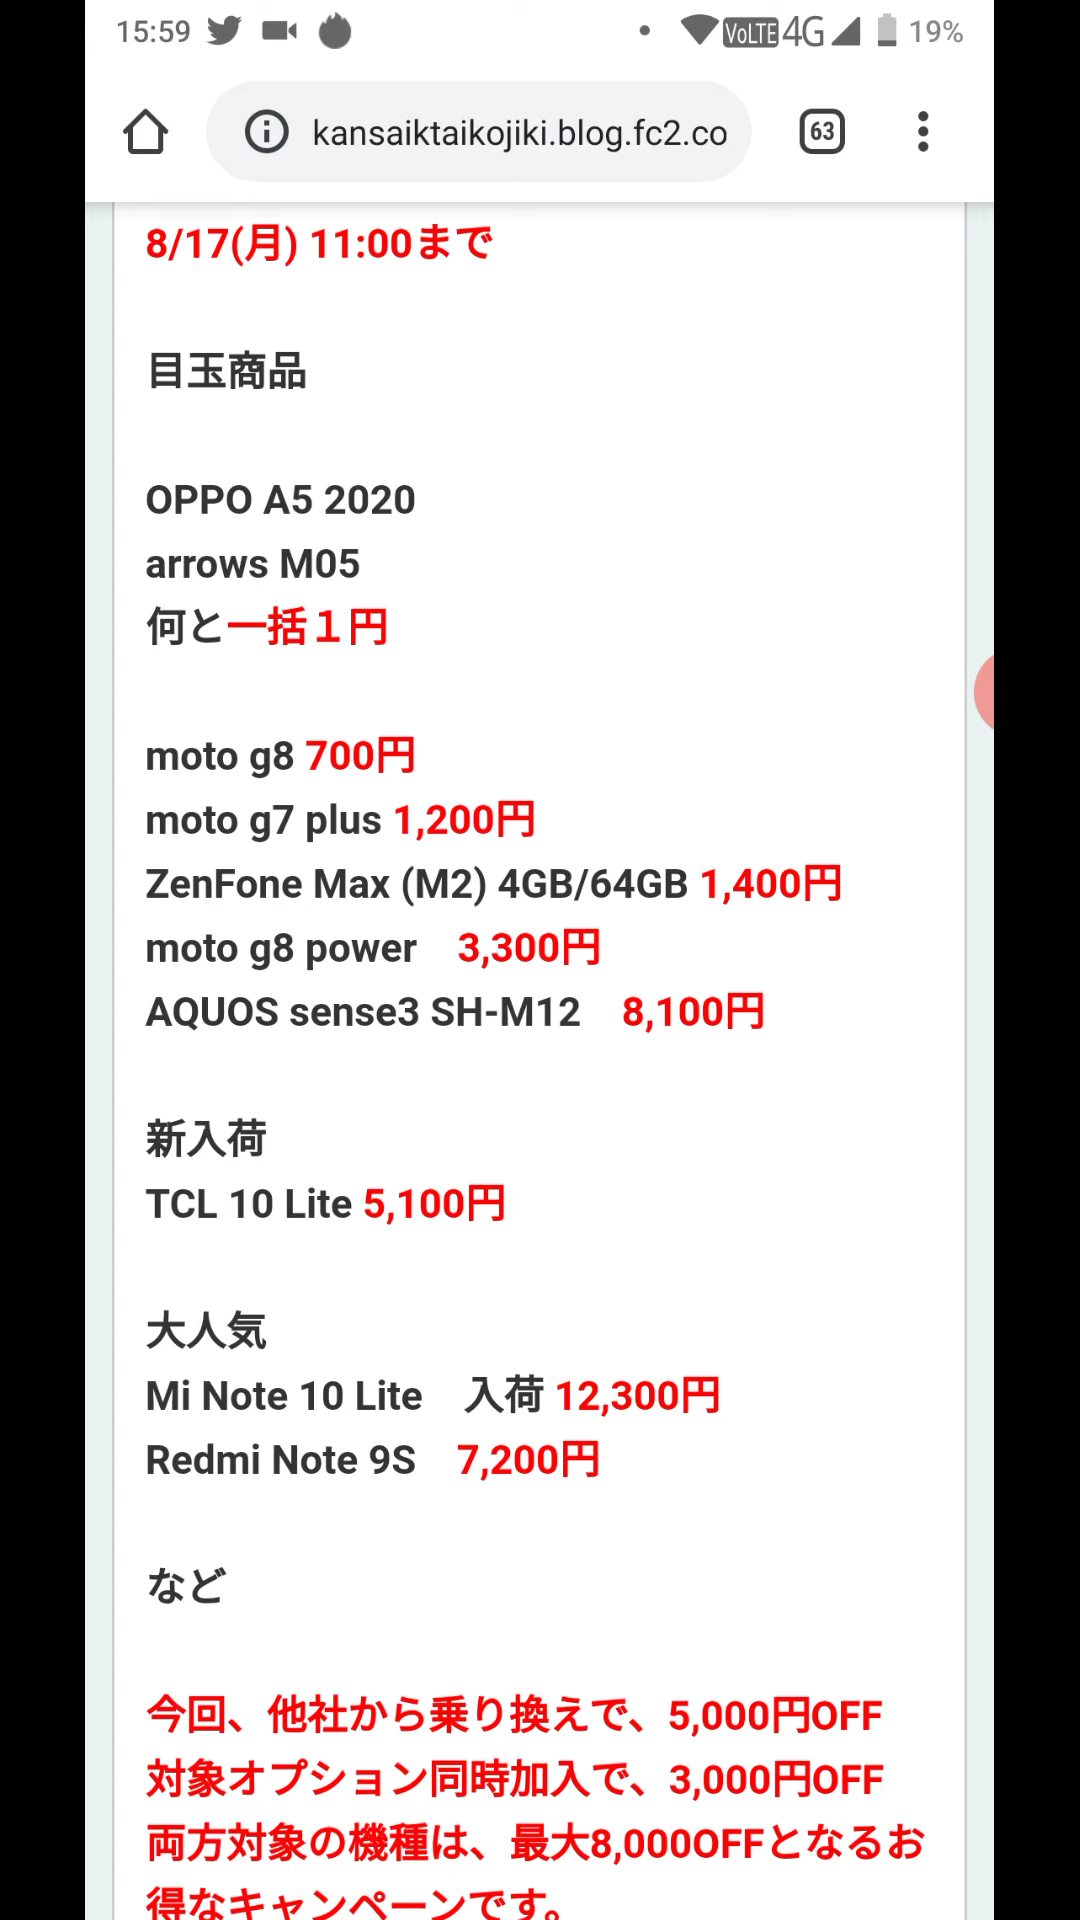 15:59
VoLTE 4G 19%
kansaiktaikojiki.blog.fc2.co
63
8/17(月) 11:00まで
目玉商品
OPPO A5 2020
arrows M05
何と一括１円
moto g8 700円
moto g7 plus 1,200円
ZenFone Max (M2) 4GB/64GB 1,400円
moto g8 power　3,300円
AQUOS sense3 SH-M12　8,100円
新入荷
TCL 10 Lite 5,100円
大人気
Mi Note 10 Lite　入荷 12,300円
Redmi Note 9S　7,200円
など
今回、他社から乗り換えで、5,000円OFF
対象オプション同時加入で、3,000円OFF
両方対象の機種は、最大8,000OFFとなるお
得なキャンペーンです。